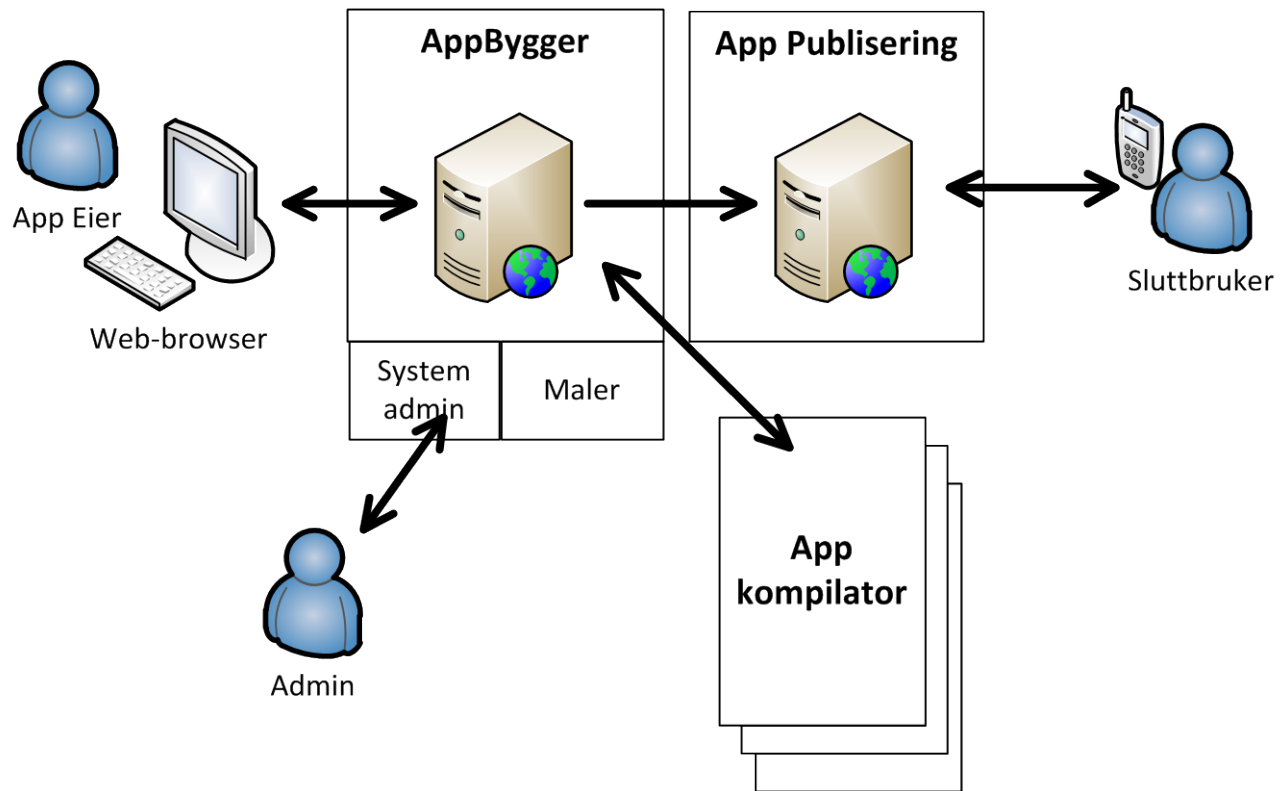 AppBygger
App Publisering
App Eier
Web-browser
Sluttbruker
System
admin
Maler
App
kompilator
Admin